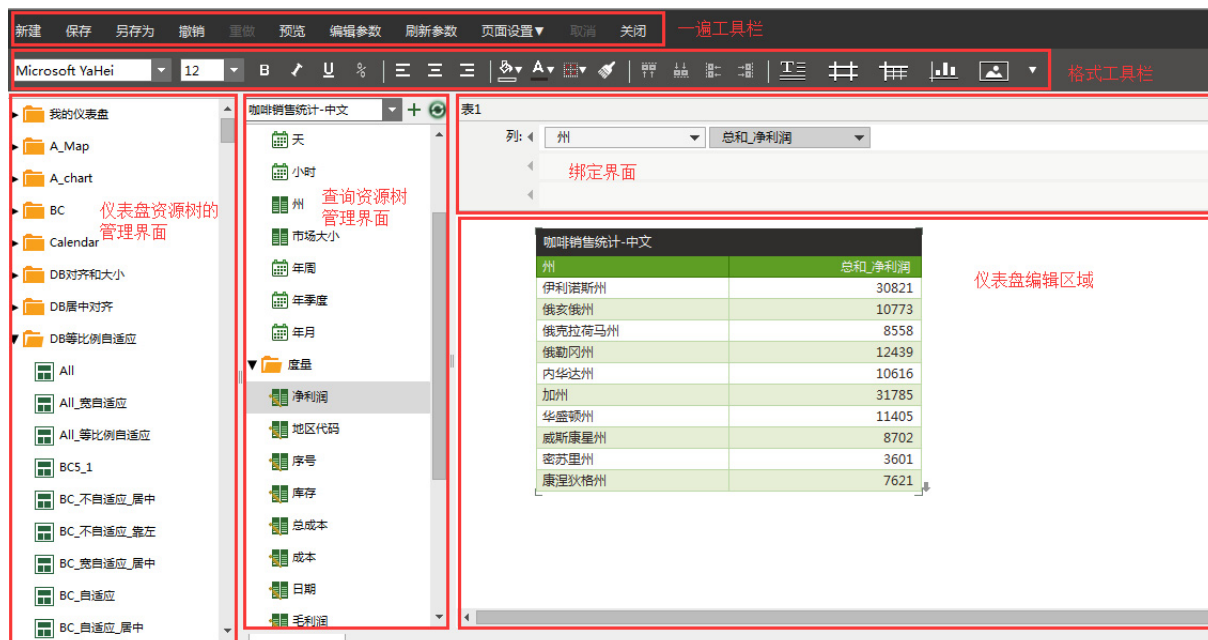 新建 保存 另存为 撤销 重做 预览 编辑参数 刷新参数 页面设置▼ 取消 关闭 一遍工具栏
Microsoft YaHei 12 B U % A 格式工具栏
我的仪表盘
A_Map
A_chart
BC
Calendar
DB对齐和大小
DB居中对齐
DB等比例自适应
All
All_宽自适应
All_等比例自适应
BC5_1
BC_不自适应_居中
BC_不自适应_靠左
BC_宽自适应_居中
BC_自适应
BC_自适应_居中
仪表盘资源树的
管理界面
咖啡销售统计-中文
天
小时
州
市场大小
年周
年季度
年月
度量
净利润
地区代码
序号
库存
总成本
成本
日期
毛利润
查询资源树
管理界面
表1
列: 州 总和_净利润
绑定界面
咖啡销售统计-中文
州 总和_净利润
伊利诺斯州 30821
俄亥俄州 10773
俄克拉荷马州 8558
俄勒冈州 12439
内华达州 10616
加州 31785
华盛顿州 11405
威斯康星州 8702
密苏里州 3601
康涅狄格州 7621
仪表盘编辑区域